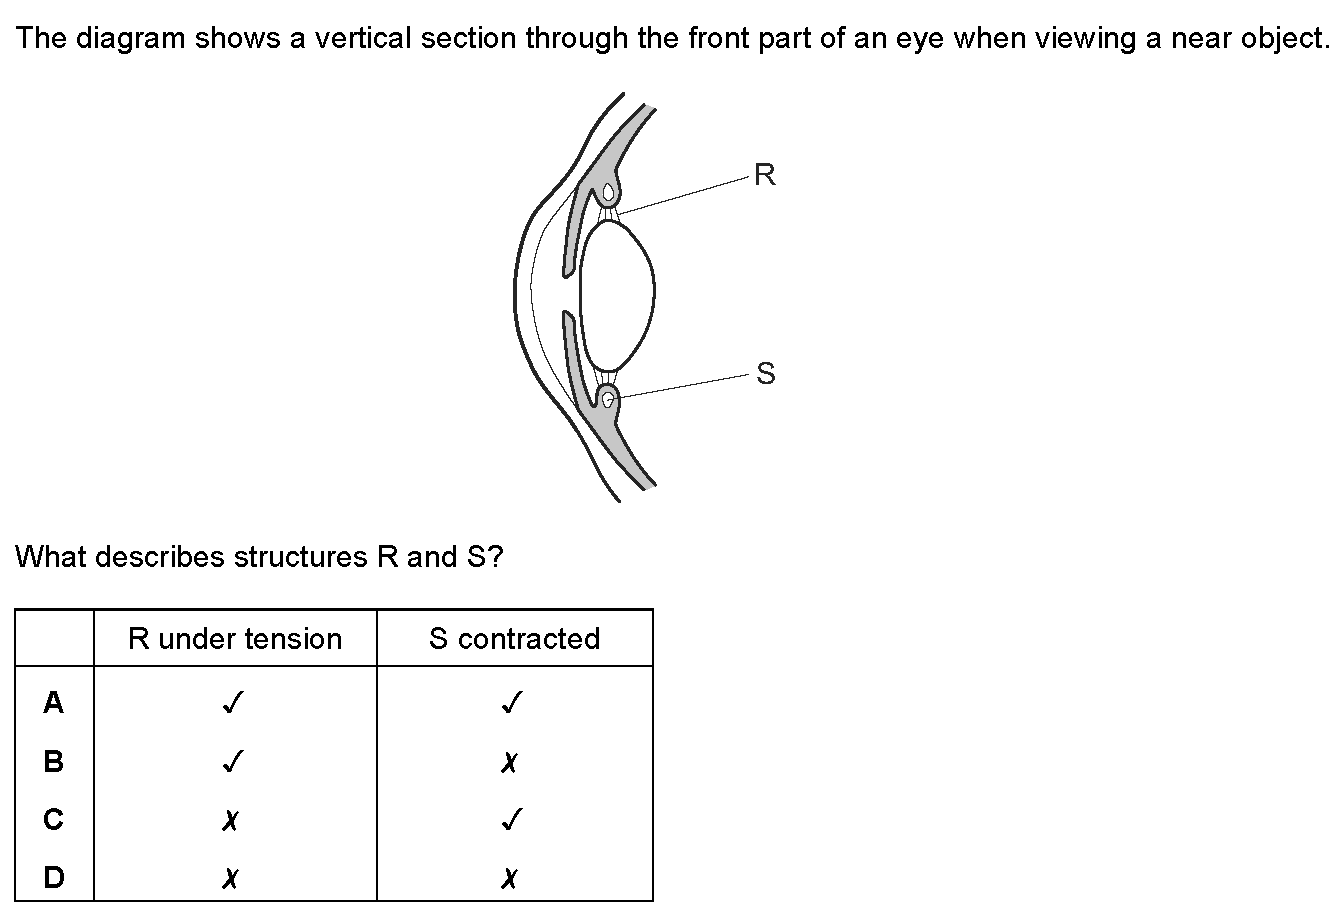 The diagram shows a vertical section through the front part of an eye when viewing a near object.
R
S
What describes structures R and S?
R under tension S contracted
A ✓ ✓
B ✓ ✗
C ✗ ✓
D ✗ ✗